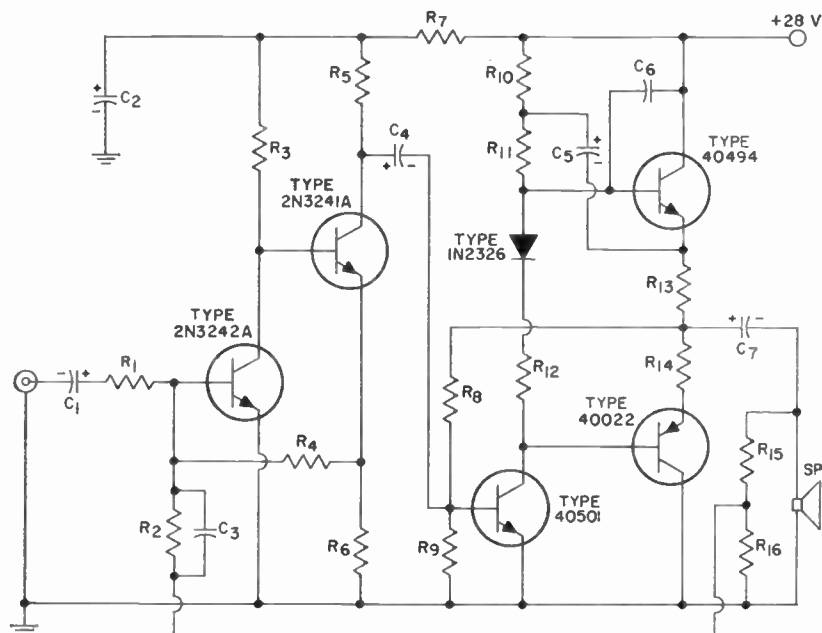 +28 V
R7
R10
C6
R5
C2
C4
R3
R11
C5
TYPE
40494
TYPE
2N3241A
TYPE
1N2326
R13
TYPE
2N3242A
C7
R14
R1
R12
C1
R8
TYPE
40022
R4
R15
SP
R2
C3
R6
R9
TYPE
40501
R16